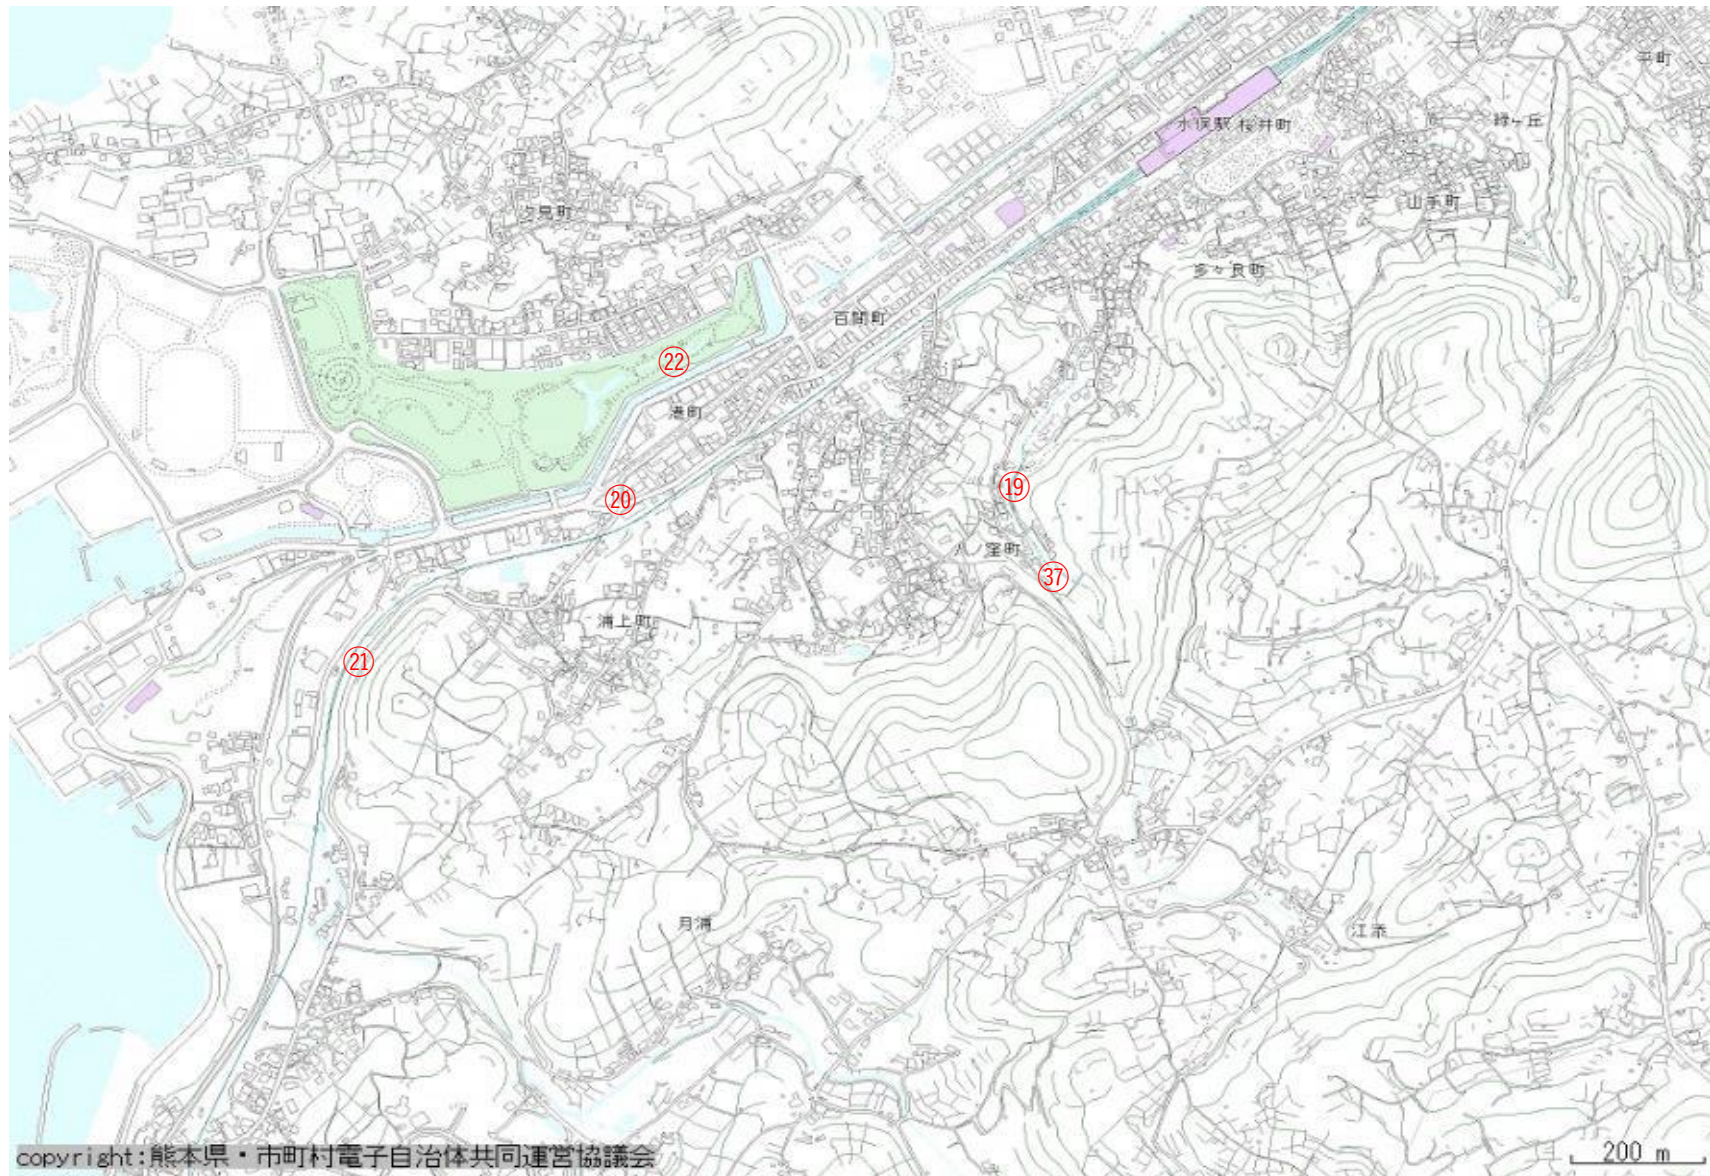 平町
水俣駅 桜井町
緑ヶ丘
山手町
汐見町
多々良町
百間町
22
港町
19
20
八ノ窪町
37
浦上町
21
月浦
江添
copyright:熊本県・市町村電子自治体共同運営協議会
200 m